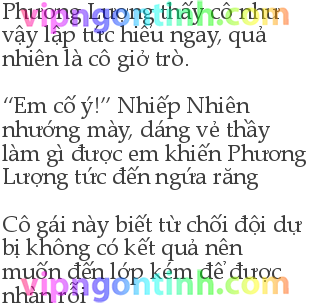 Phương Lượng thấy cô như
vậy lập tức hiểu ngay, quả
nhiên là cô giở trò.
“Em cố ý!” Nhiếp Nhiên
nhướng mày, dáng vẻ thầy
làm gì được em khiến Phương
Lượng tức đến ngứa răng
Cô gái này biết từ chối đội dự
bị không có kết quả nên
muốn đến lớp kém để được
nhàn rỗi
vipngontinh.com
vipngontinh.com